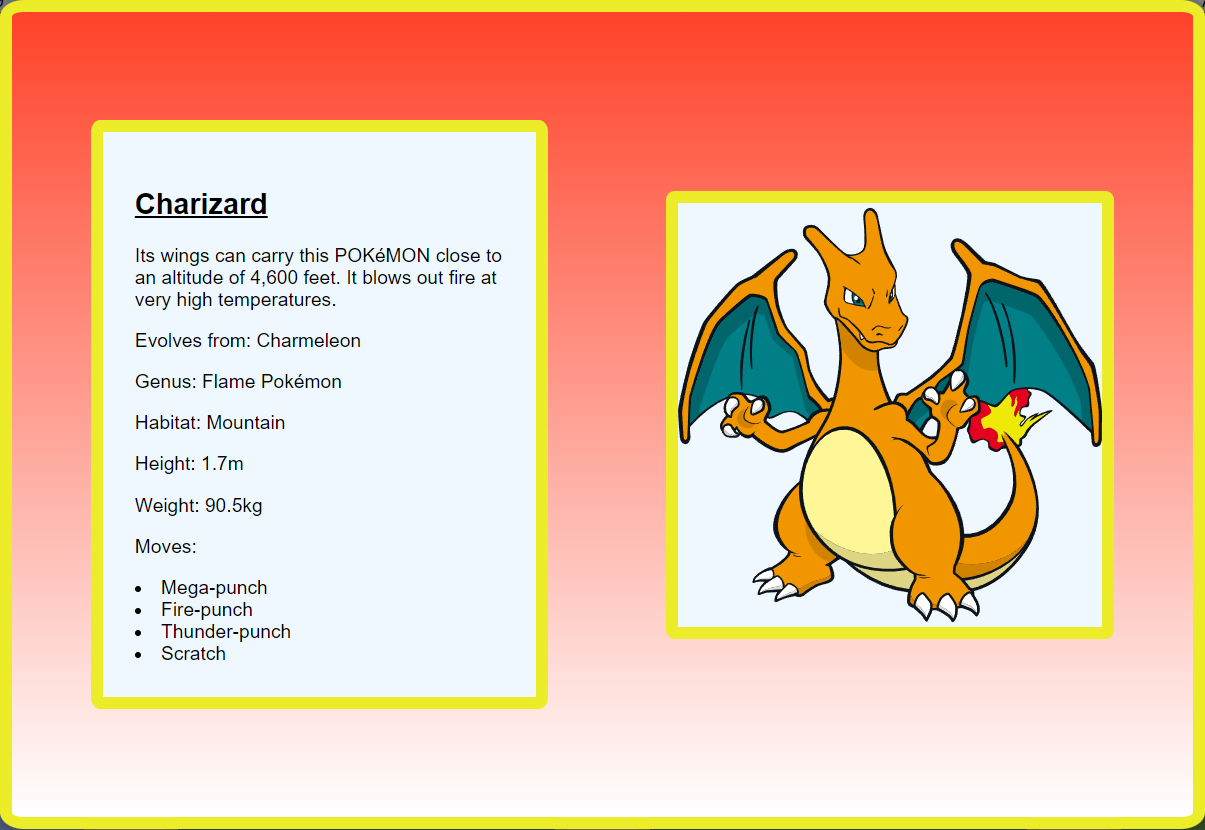 Charizard
Its wings can carry this POKéMON close to
an altitude of 4,600 feet. It blows out fire at
very high temperatures.
Evolves from: Charmeleon
Genus: Flame Pokémon
Habitat: Mountain
Height: 1.7m
Weight: 90.5kg
Moves:
• Mega-punch
• Fire-punch
• Thunder-punch
• Scratch